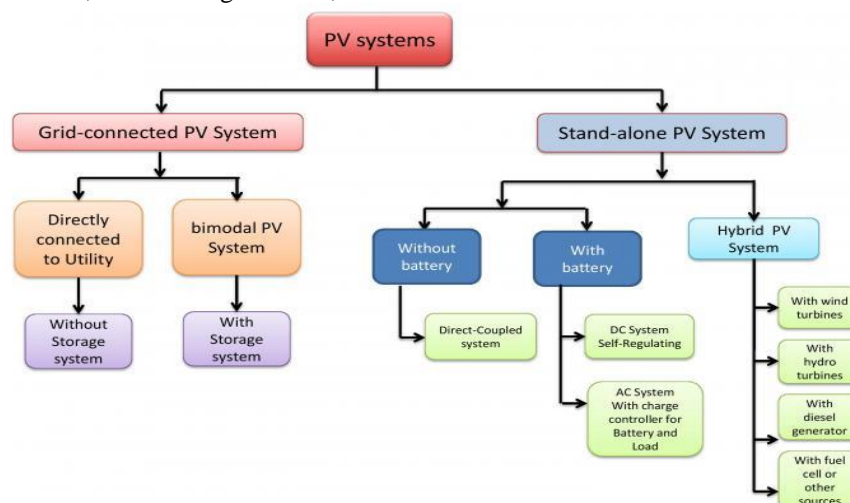 PV systems
Grid-connected PV System
Stand-alone PV System
Directly
connected
to Utility
bimodal PV
System
Without
battery
With
battery
Hybrid PV
System
Without
Storage
system
With
Storage
system
Direct-Coupled
system
DC System
Self-Regulating
AC System
With charge
controller for
Battery and
Load
With wind
turbines
With
hydro
turbines
With
diesel
generator
With fuel
cell or
other
sources